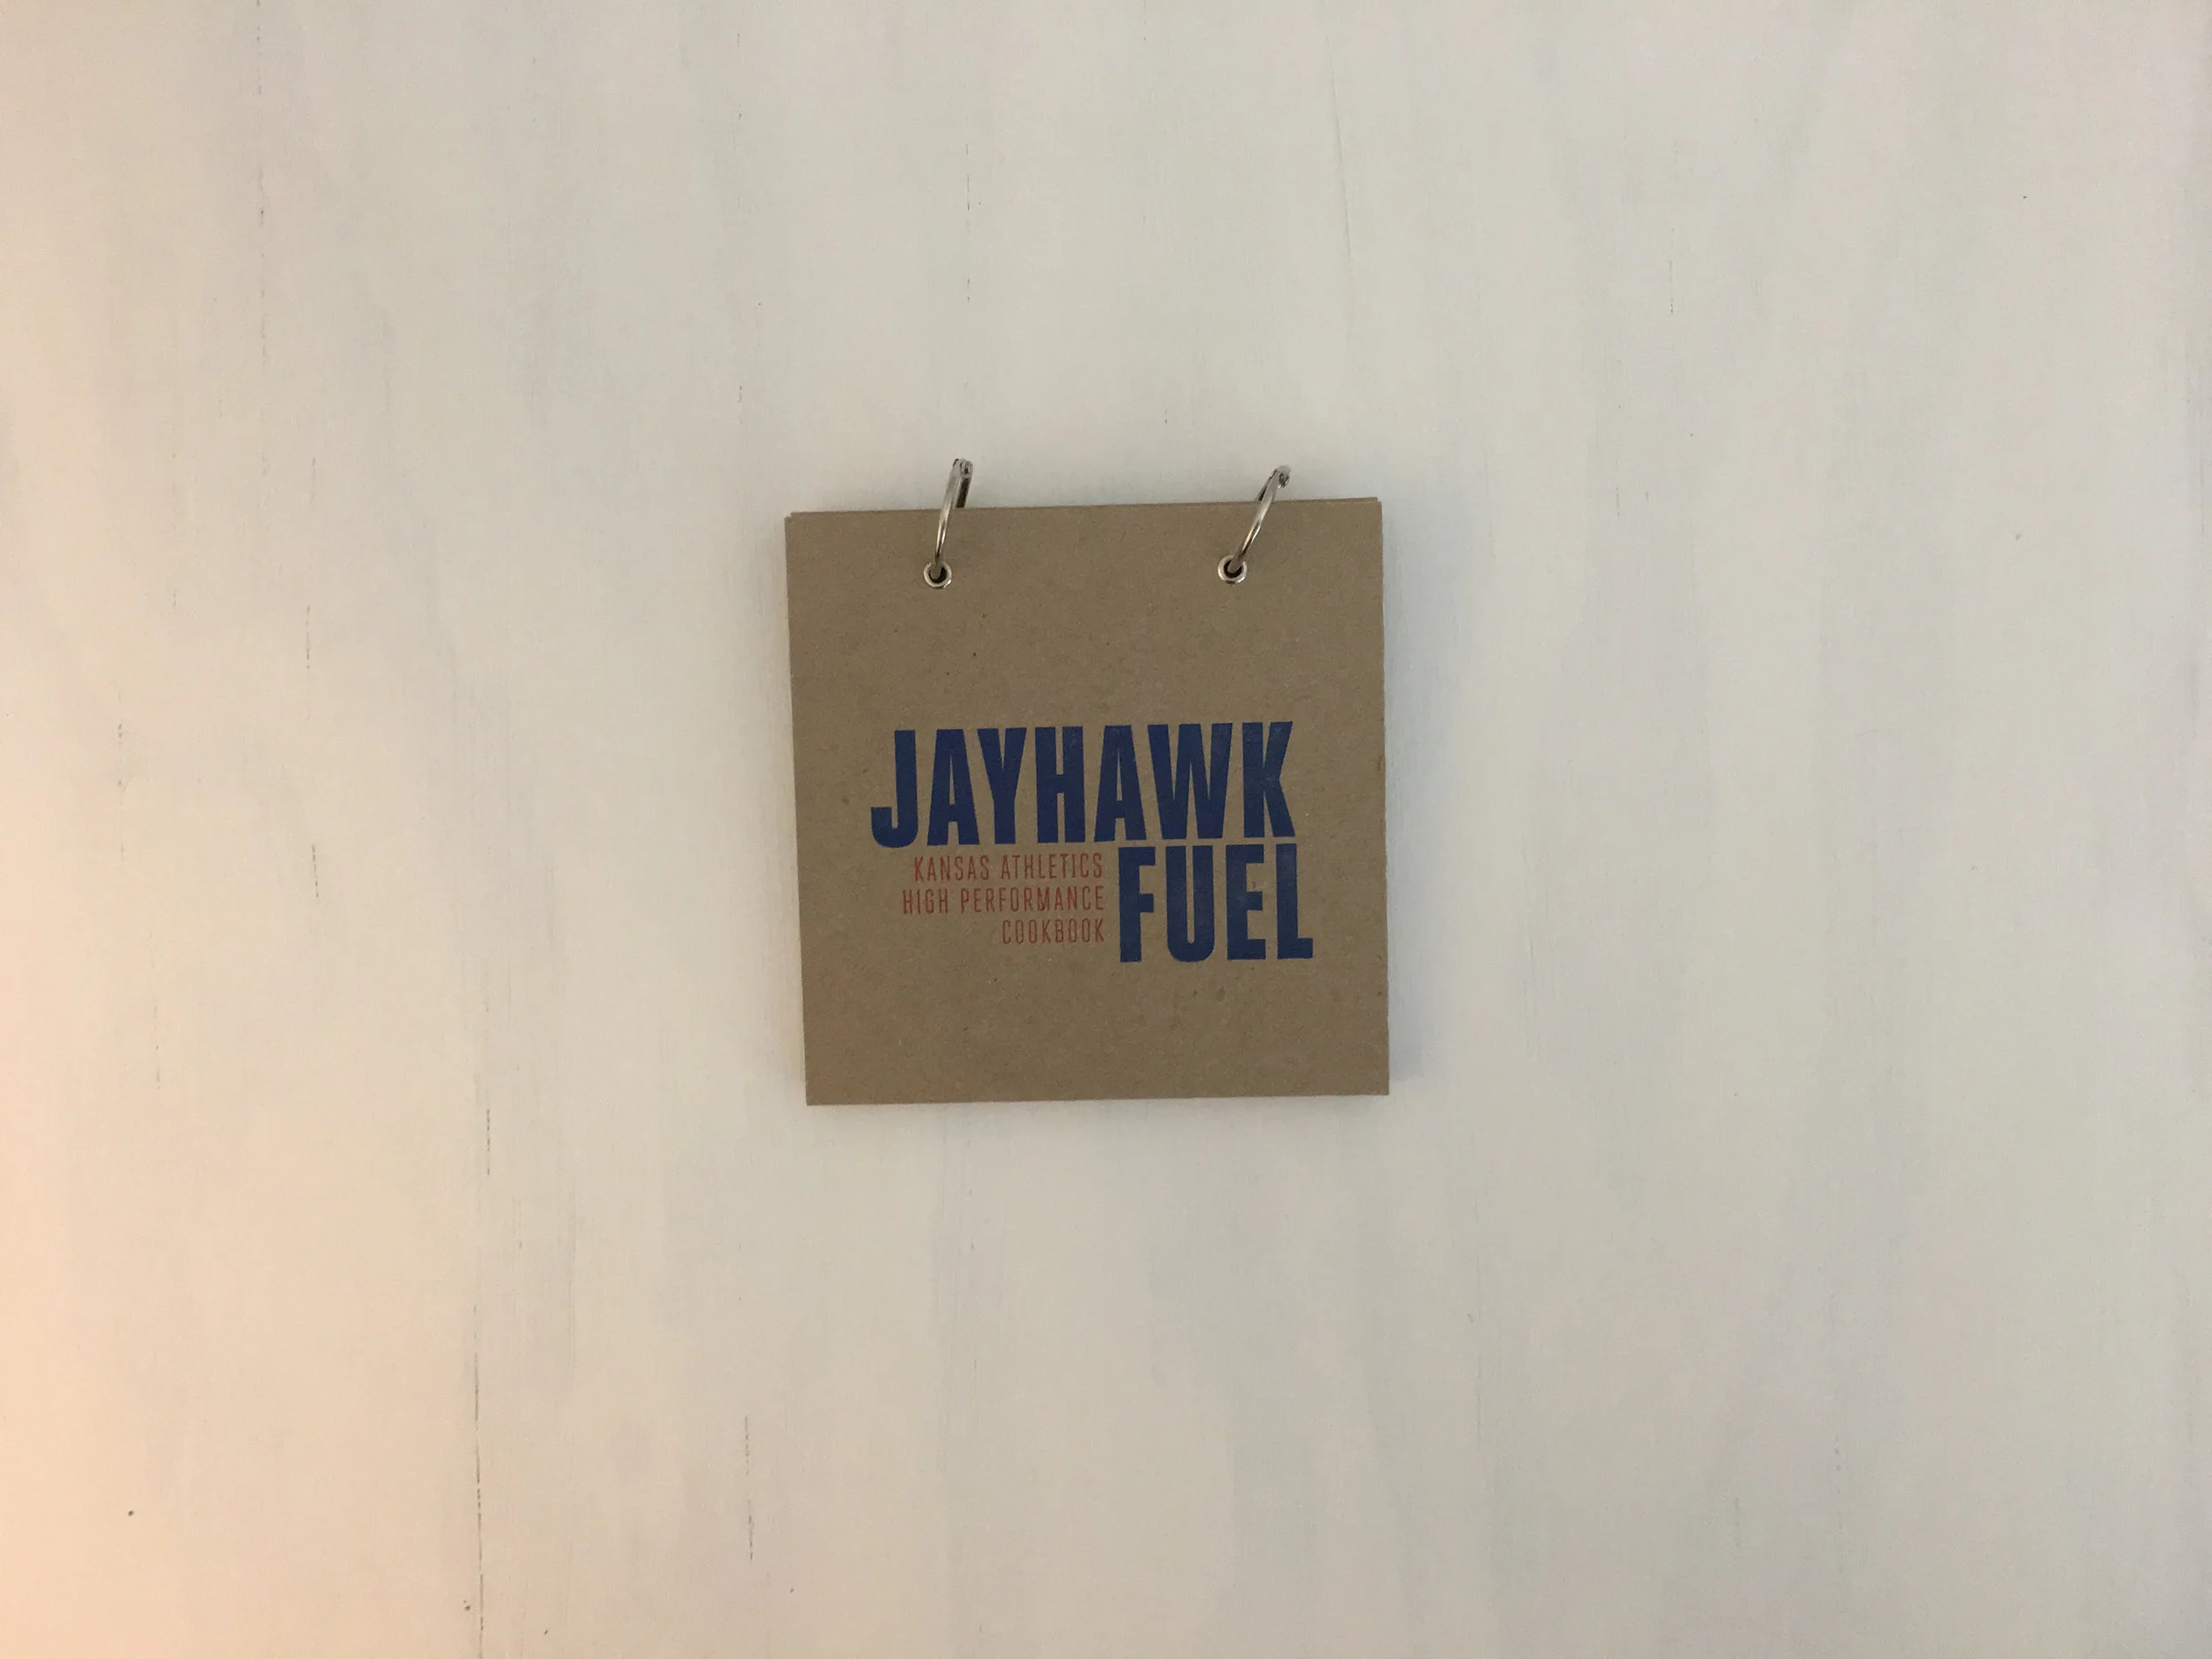 JAYHAWK
FUEL
KANSAS ATHLETICS
HIGH PERFORMANCE
COOKBOOK